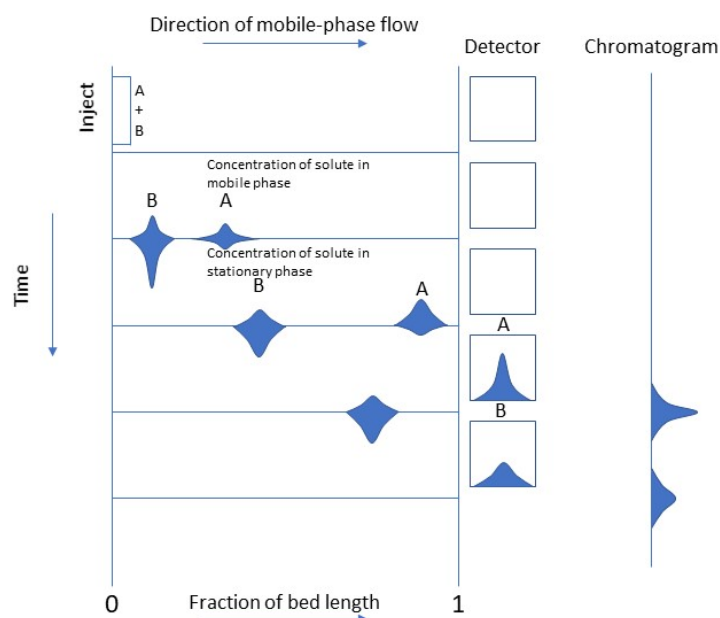 Direction of mobile-phase flow
Detector
Chromatogram
Inject
A
+
B
Concentration of solute in
mobile phase
B
A
Concentration of solute in
stationary phase
Time
B
A
A
B
0
Fraction of bed length
1